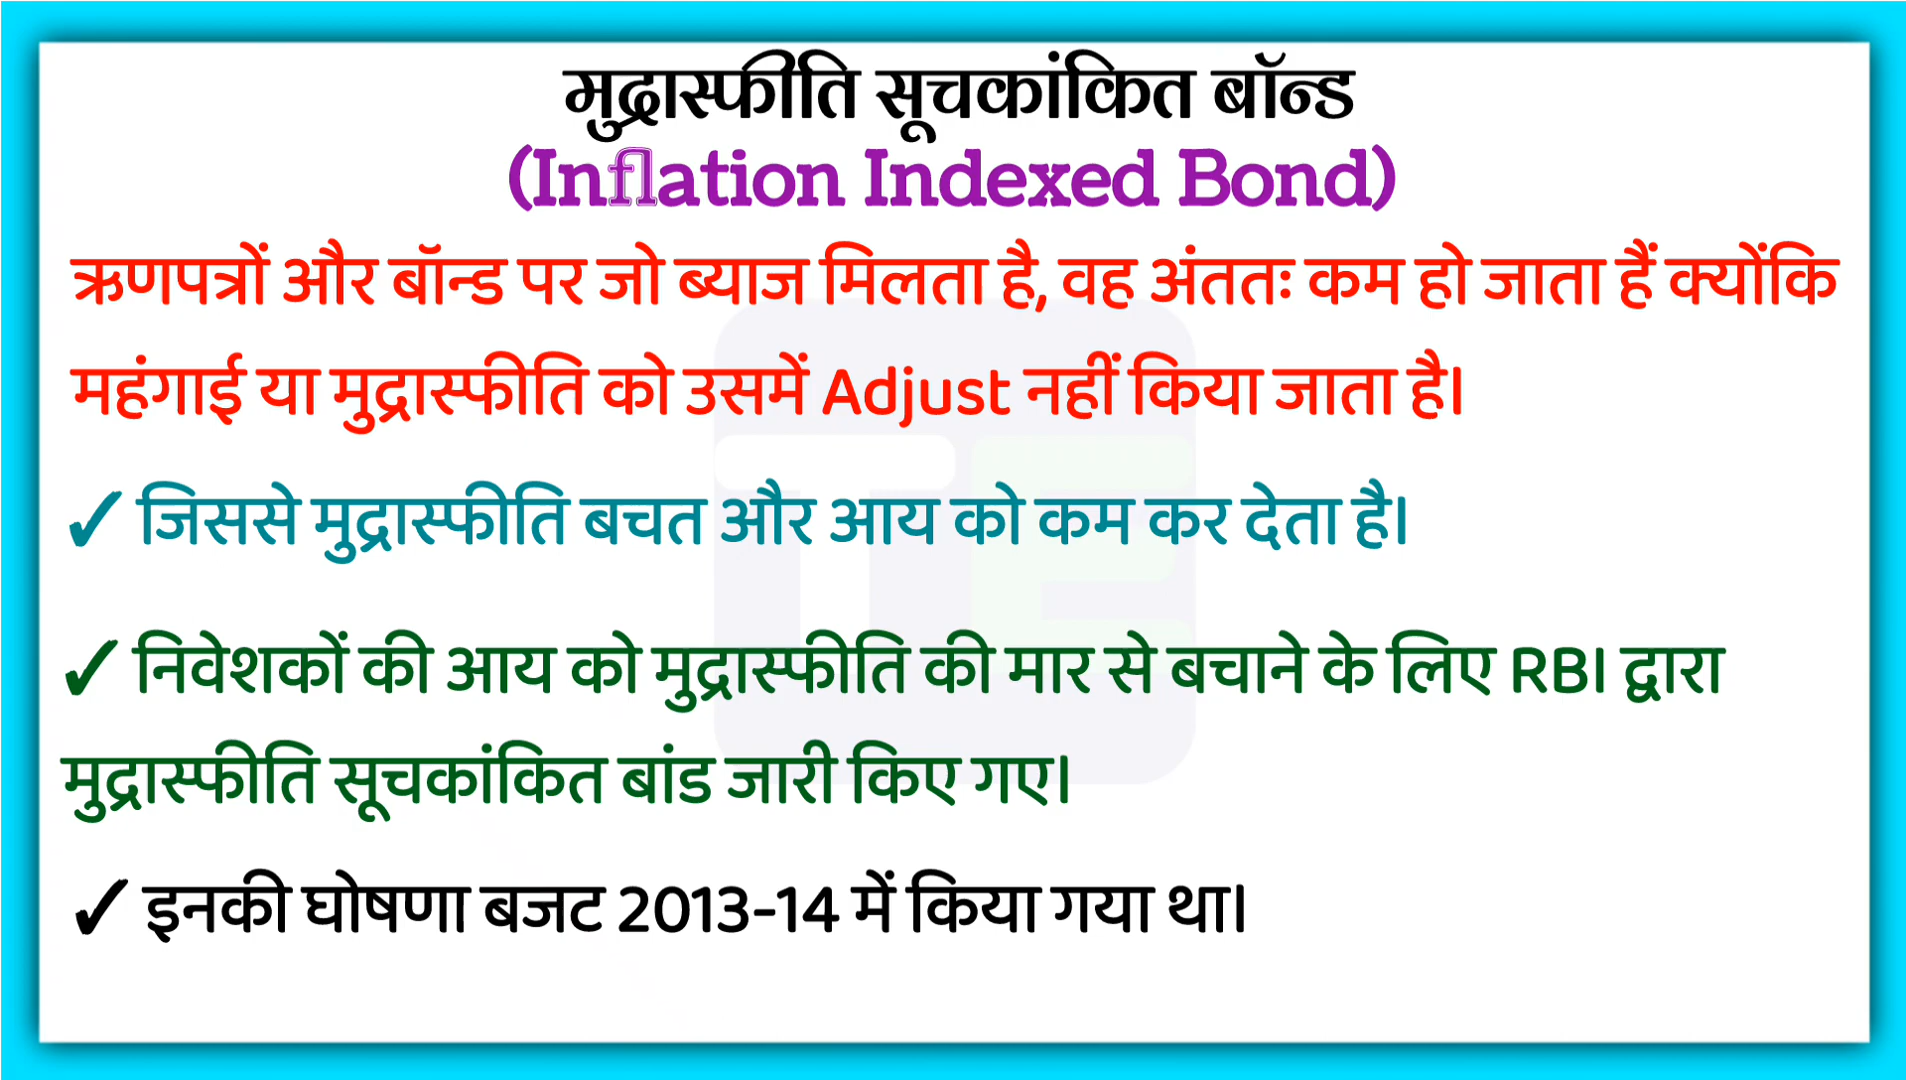 मुद्रास्फीति सूचकांकित बॉन्ड
(Inflation Indexed Bond)
ऋणपत्रों और बॉन्ड पर जो ब्याज मिलता है, वह अंततः कम हो जाता हैं क्योंकि
महंगाई या मुद्रास्फीति को उसमें Adjust नहीं किया जाता है।
✓ जिससे मुद्रास्फीति बचत और आय को कम कर देता है।
✓ निवेशकों की आय को मुद्रास्फीति की मार से बचाने के लिए RBI द्वारा
मुद्रास्फीति सूचकांकित बांड जारी किए गए।
✓ इनकी घोषणा बजट 2013-14 में किया गया था।
TE